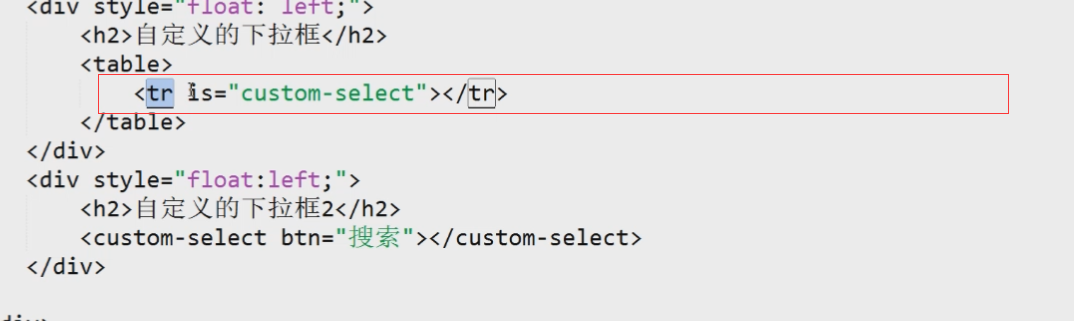 <div style="float: left;">
<h2>自定义的下拉框</h2>
<table>
<tr is="custom-select"></tr>
</table>
</div>
<div style="float:left;">
<h2>自定义的下拉框2</h2>
<custom-select btn="搜索"></custom-select>
</div>